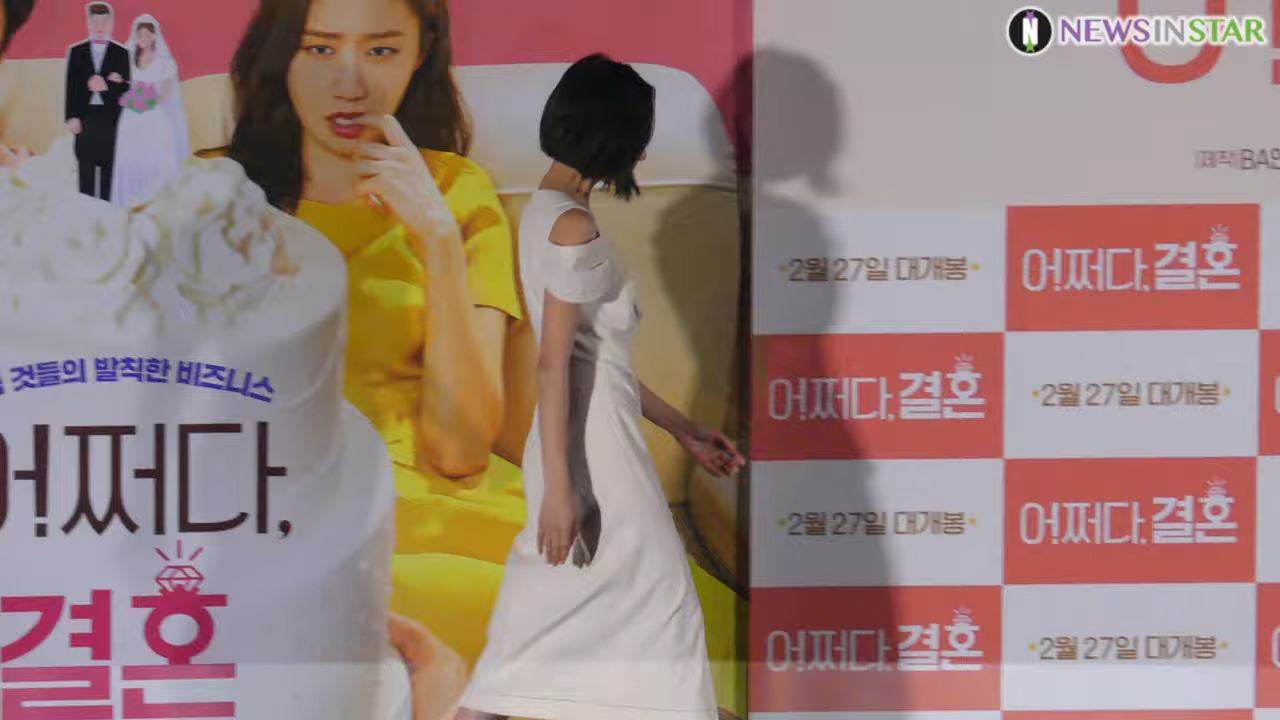 NEWSINSTAR
것들의 발칙한 비즈니스
어!쩌다,
결혼
2월 27일 대개봉
어!쩌다,결혼
어!쩌다,결혼
2월 27일 대개봉
2월 27일 대개봉
어!쩌다,결혼
어!쩌다,결혼
2월 27일 대개봉